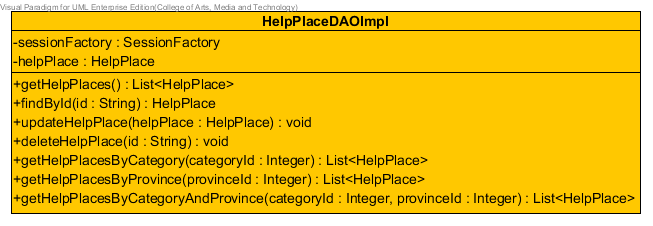 Visual Paradigm for UML Enterprise Edition(College of Arts, Media and Technology)
HelpPlaceDAOImpl
-sessionFactory : SessionFactory
-helpPlace : HelpPlace
+getHelpPlaces() : List<HelpPlace>
+findById(id : String) : HelpPlace
+updateHelpPlace(helpPlace : HelpPlace) : void
+deleteHelpPlace(id : String) : void
+getHelpPlacesByCategory(categoryId : Integer) : List<HelpPlace>
+getHelpPlacesByProvince(provinceId : Integer) : List<HelpPlace>
+getHelpPlacesByCategoryAndProvince(categoryId : Integer, provinceId : Integer) : List<HelpPlace>